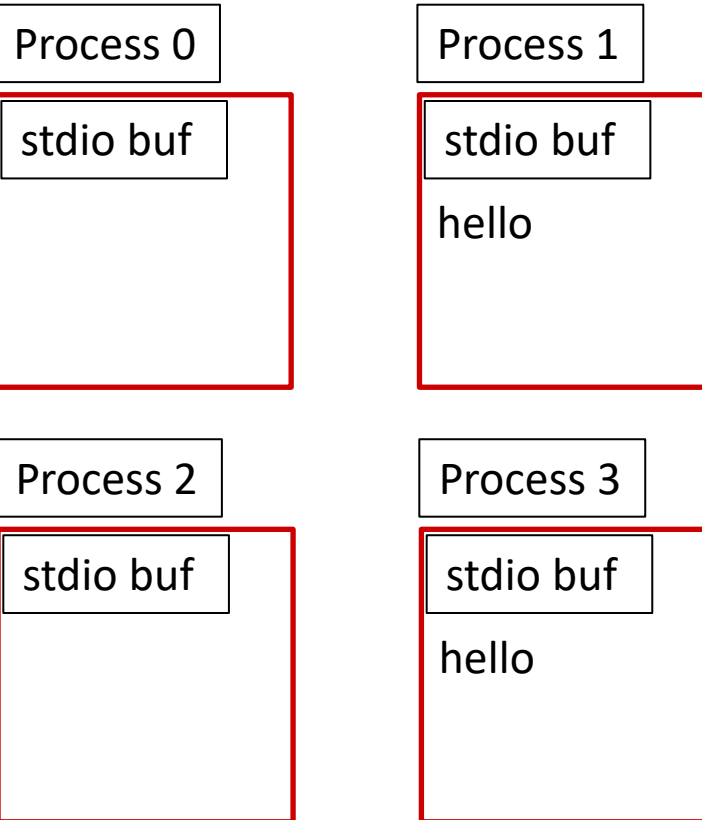 Process 0
Process 1
stdio buf
stdio buf
hello
Process 2
Process 3
stdio buf
stdio buf
hello